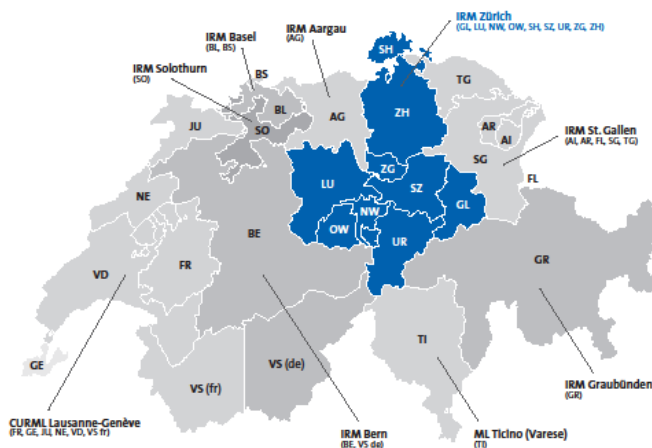 IRM Zürich
(GL, LU, NW, OW, SH, SZ, UR, ZG, ZH)
IRM Aargau
(AG)
IRM Basel
(BL, BS)
IRM Solothurn
(SO)
SH
BS
TG
BL
AG
ZH
JU
SO
AR
AI
IRM St. Gallen
(AI, AR, FL, SG, TG)
SG
ZG
LU
SZ
FL
NE
NW
GL
BE
OW
UR
FR
VD
GR
TI
GE
VS (de)
VS (fr)
IRM Graubünden
(GR)
CURML Lausanne-Genève
(FR, GE, JU, NE, VD, VS fr)
IRM Bern
(BE, VS de)
ML Ticino (Varese)
(TI)